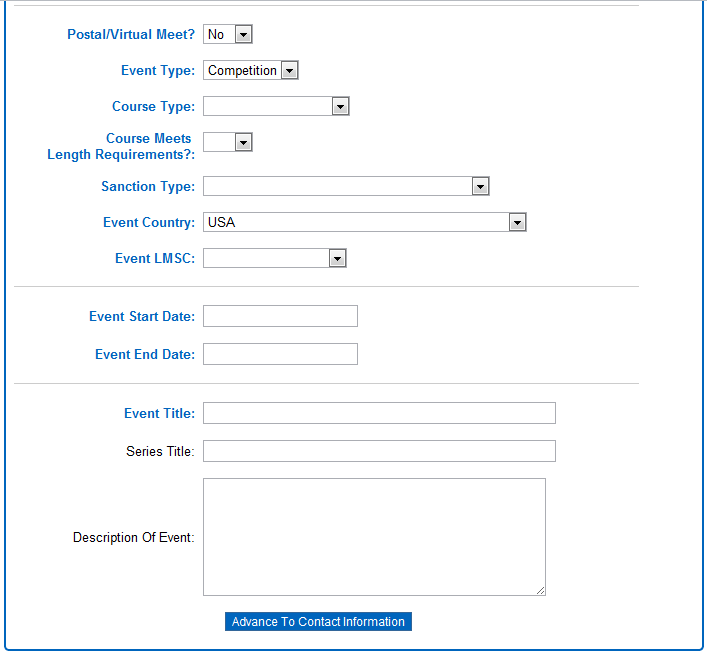 Postal/Virtual Meet? No
Event Type: Competition
Course Type:
Course Meets
Length Requirements?:
Sanction Type:
Event Country: USA
Event LMSC:
Event Start Date:
Event End Date:
Event Title:
Series Title:
Description Of Event:
Advance To Contact Information